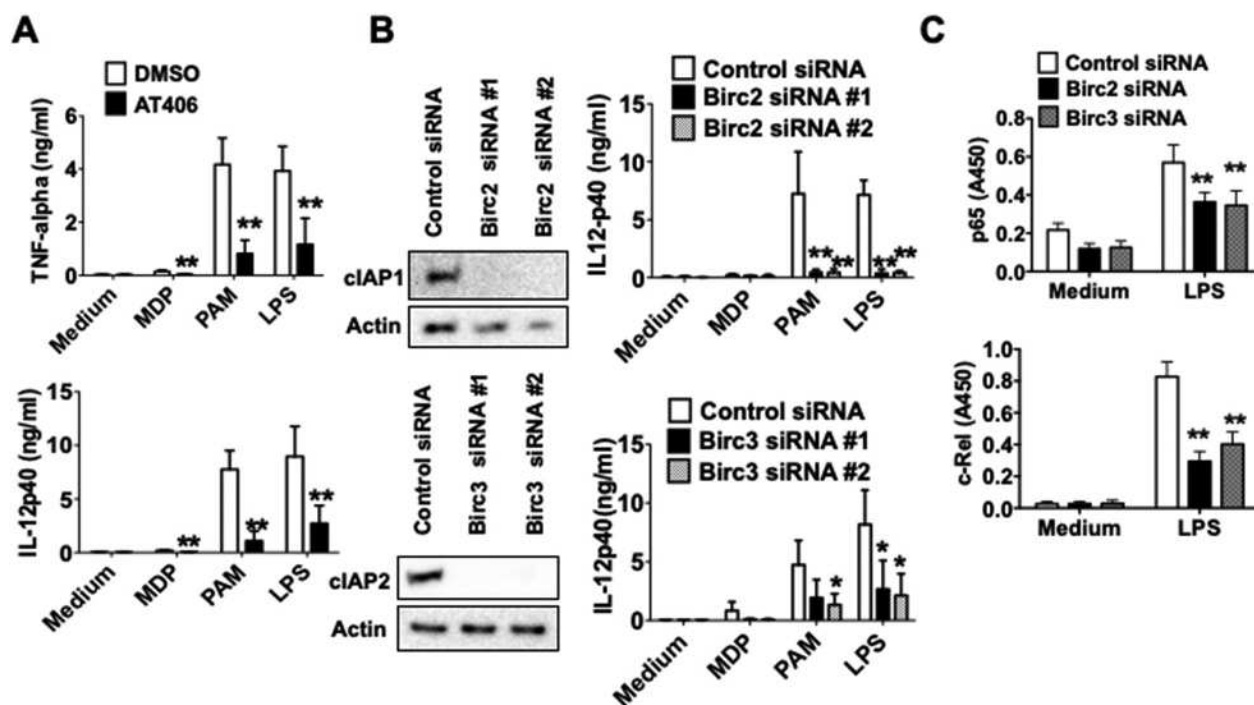 A
DMSO
AT406
TNF-alpha (ng/ml)
6
4
2
0
**
**
**
Medium
MDP
PAM
LPS
IL-12p40 (ng/ml)
15
10
5
0
**
**
**
Medium
MDP
PAM
LPS
B
Control siRNA
Birc2 siRNA #1
Birc2 siRNA #2
cIAP1
Actin
Control siRNA
Birc2 siRNA #1
Birc2 siRNA #2
IL12-p40 (ng/ml)
15
10
5
0
**
**
**
**
Medium
MDP
PAM
LPS
Control siRNA
Birc3 siRNA #1
Birc3 siRNA #2
cIAP2
Actin
Control siRNA
Birc3 siRNA #1
Birc3 siRNA #2
IL-12p40(ng/ml)
15
10
5
0
*
*
*
Medium
MDP
PAM
LPS
C
Control siRNA
Birc2 siRNA
Birc3 siRNA
p65 (A450)
0.8
0.6
0.4
0.2
0.0
**
**
Medium
LPS
c-Rel (A450)
1.0
0.8
0.6
0.4
0.2
0.0
**
**
Medium
LPS